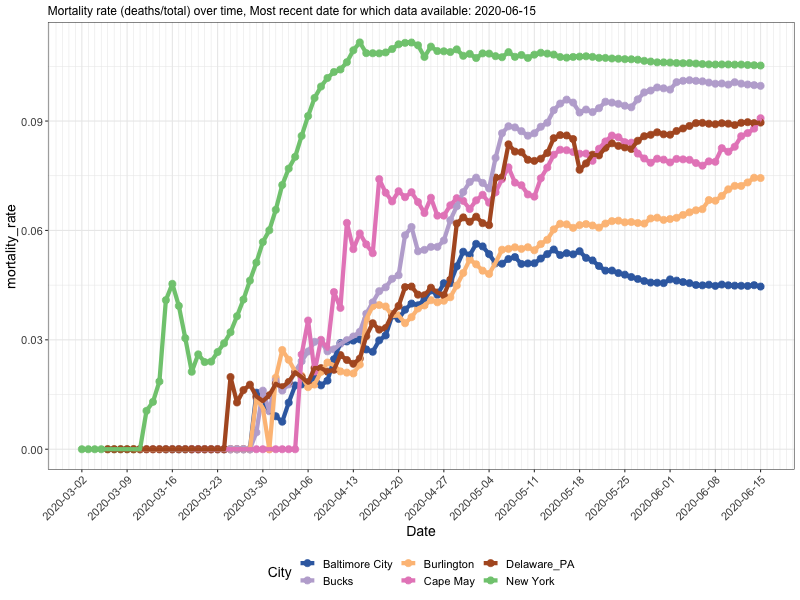 Mortality rate (deaths/total) over time, Most recent date for which data available: 2020-06-15
mortality_rate
0.09
0.06
0.03
0.00
2020-03-02
2020-03-09
2020-03-16
2020-03-23
2020-03-30
2020-04-06
2020-04-13
2020-04-20
2020-04-27
2020-05-04
2020-05-11
2020-05-18
2020-05-25
2020-06-01
2020-06-08
2020-06-15
Date
City
Baltimore City
Burlington
Delaware_PA
Bucks
Cape May
New York